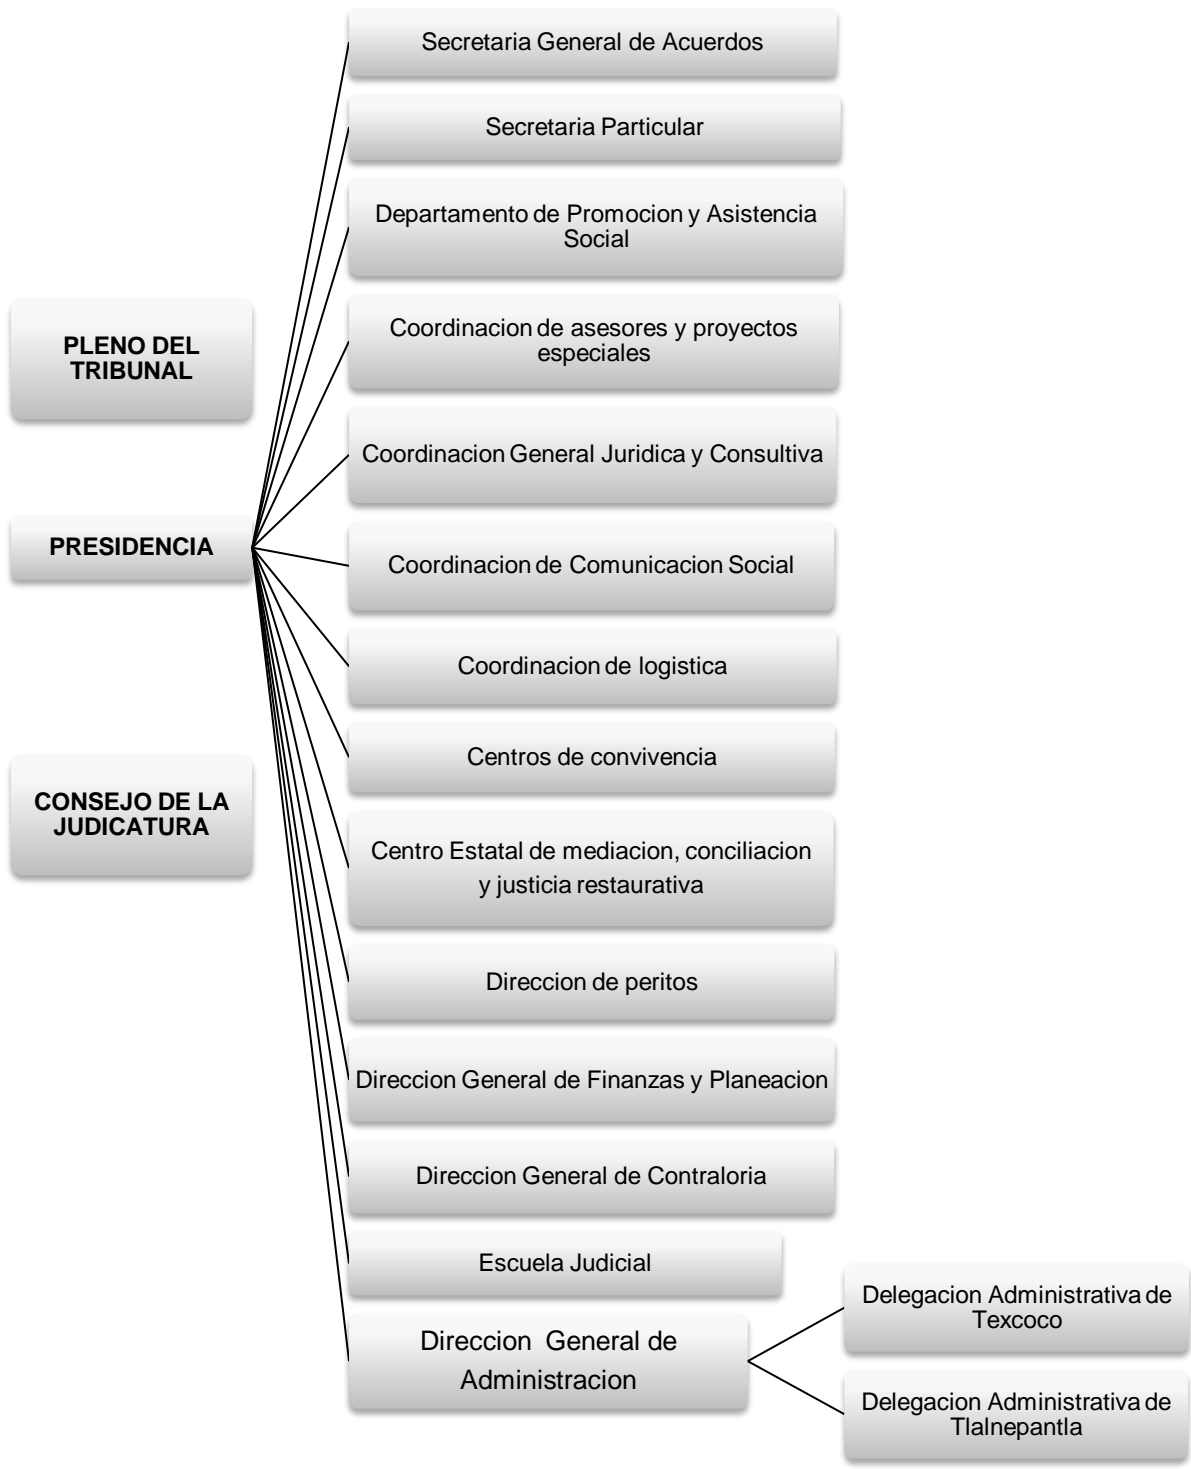 PLENO DEL
TRIBUNAL
PRESIDENCIA
CONSEJO DE LA
JUDICATURA
Secretaria General de Acuerdos
Secretaria Particular
Departamento de Promocion y Asistencia
Social
Coordinacion de asesores y proyectos
especiales
Coordinacion General Juridica y Consultiva
Coordinacion de Comunicacion Social
Coordinacion de logistica
Centros de convivencia
Centro Estatal de mediacion, conciliacion
y justicia restaurativa
Direccion de peritos
Direccion General de Finanzas y Planeacion
Direccion General de Contraloria
Escuela Judicial
Direccion General de
Administracion
Delegacion Administrativa de
Texcoco
Delegacion Administrativa de
Tlalnepantla